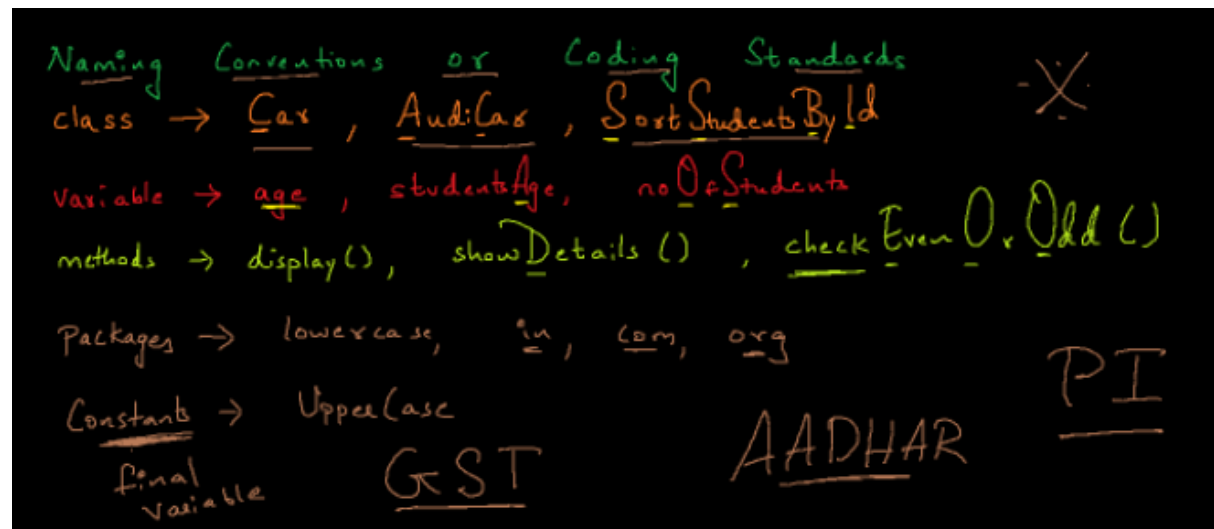 Naming Conventions or Coding Standards
class → Car , AudiCar , SortStudentsById
X
variable → age , studentsAge, noOfStudents
methods → display(), showDetails() , checkEvenOrOdd()
Packages → lowercase, in, com, org
PI
Constants → UpperCase
final variable
GST
AADHAR